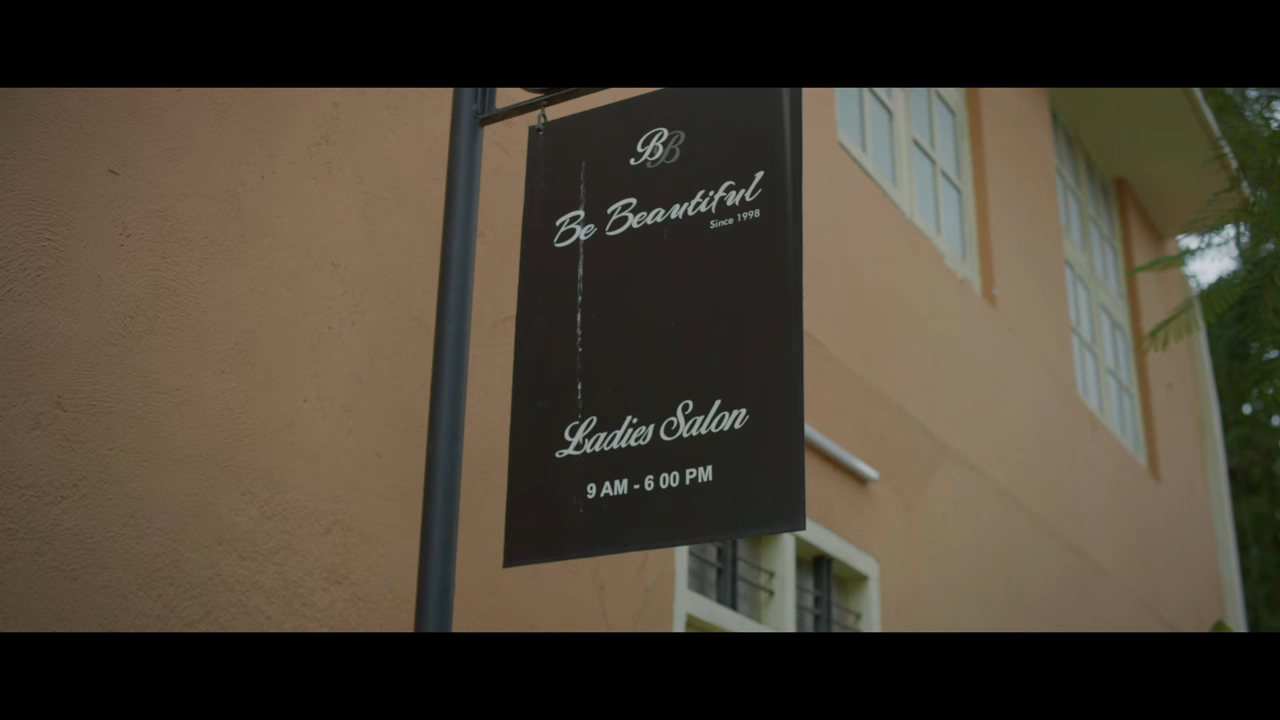 BB
Be Beautiful
Since 1998
Ladies Salon
9 AM - 6 00 PM